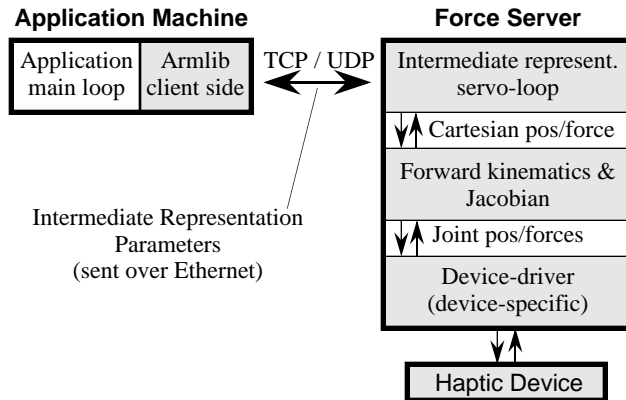 Application Machine
Force Server
Application
main loop
Armlib
client side
TCP / UDP
Intermediate represent.
servo-loop
Cartesian pos/force
Forward kinematics &
Jacobian
Intermediate Representation
Parameters
(sent over Ethernet)
Joint pos/forces
Device-driver
(device-specific)
Haptic Device